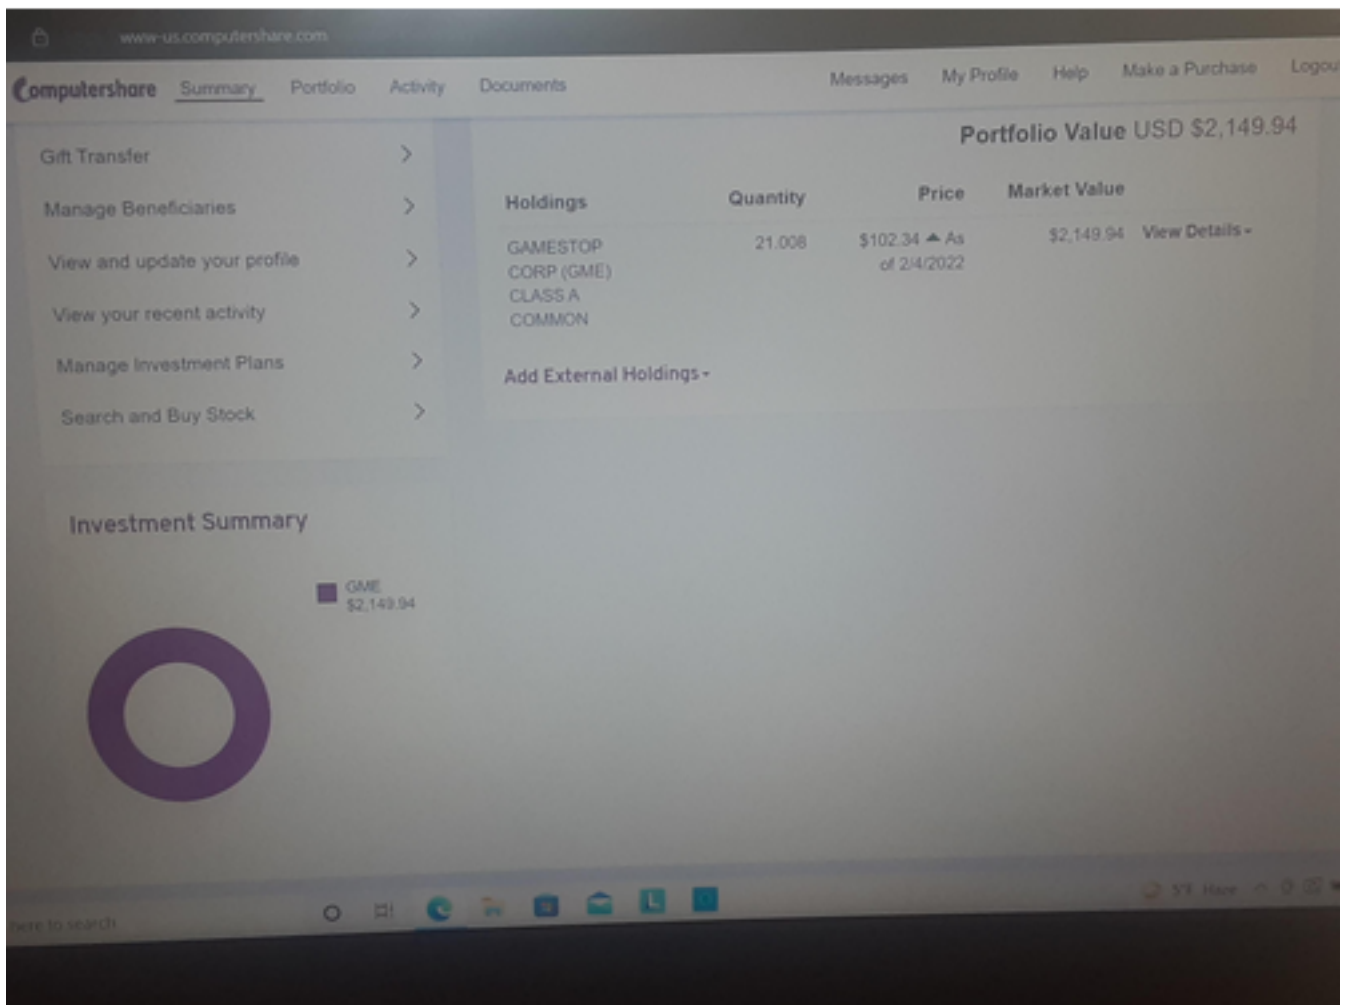 www-us.computershare.com
Computershare Summary Portfolio Activity Documents Messages My Profile Help Make a Purchase Logou
Gift Transfer
Manage Beneficiaries
View and update your profile
View your recent activity
Manage Investment Plans
Search and Buy Stock
Portfolio Value USD $2,149.94
Holdings Quantity Price Market Value
GAMESTOP 21.008 $102.34 ▲ As $2,149.94 View Details
CORP (GME) of 2/4/2022
CLASS A
COMMON
Add External Holdings
Investment Summary
GME
$2,149.94
here to search
L
Haze